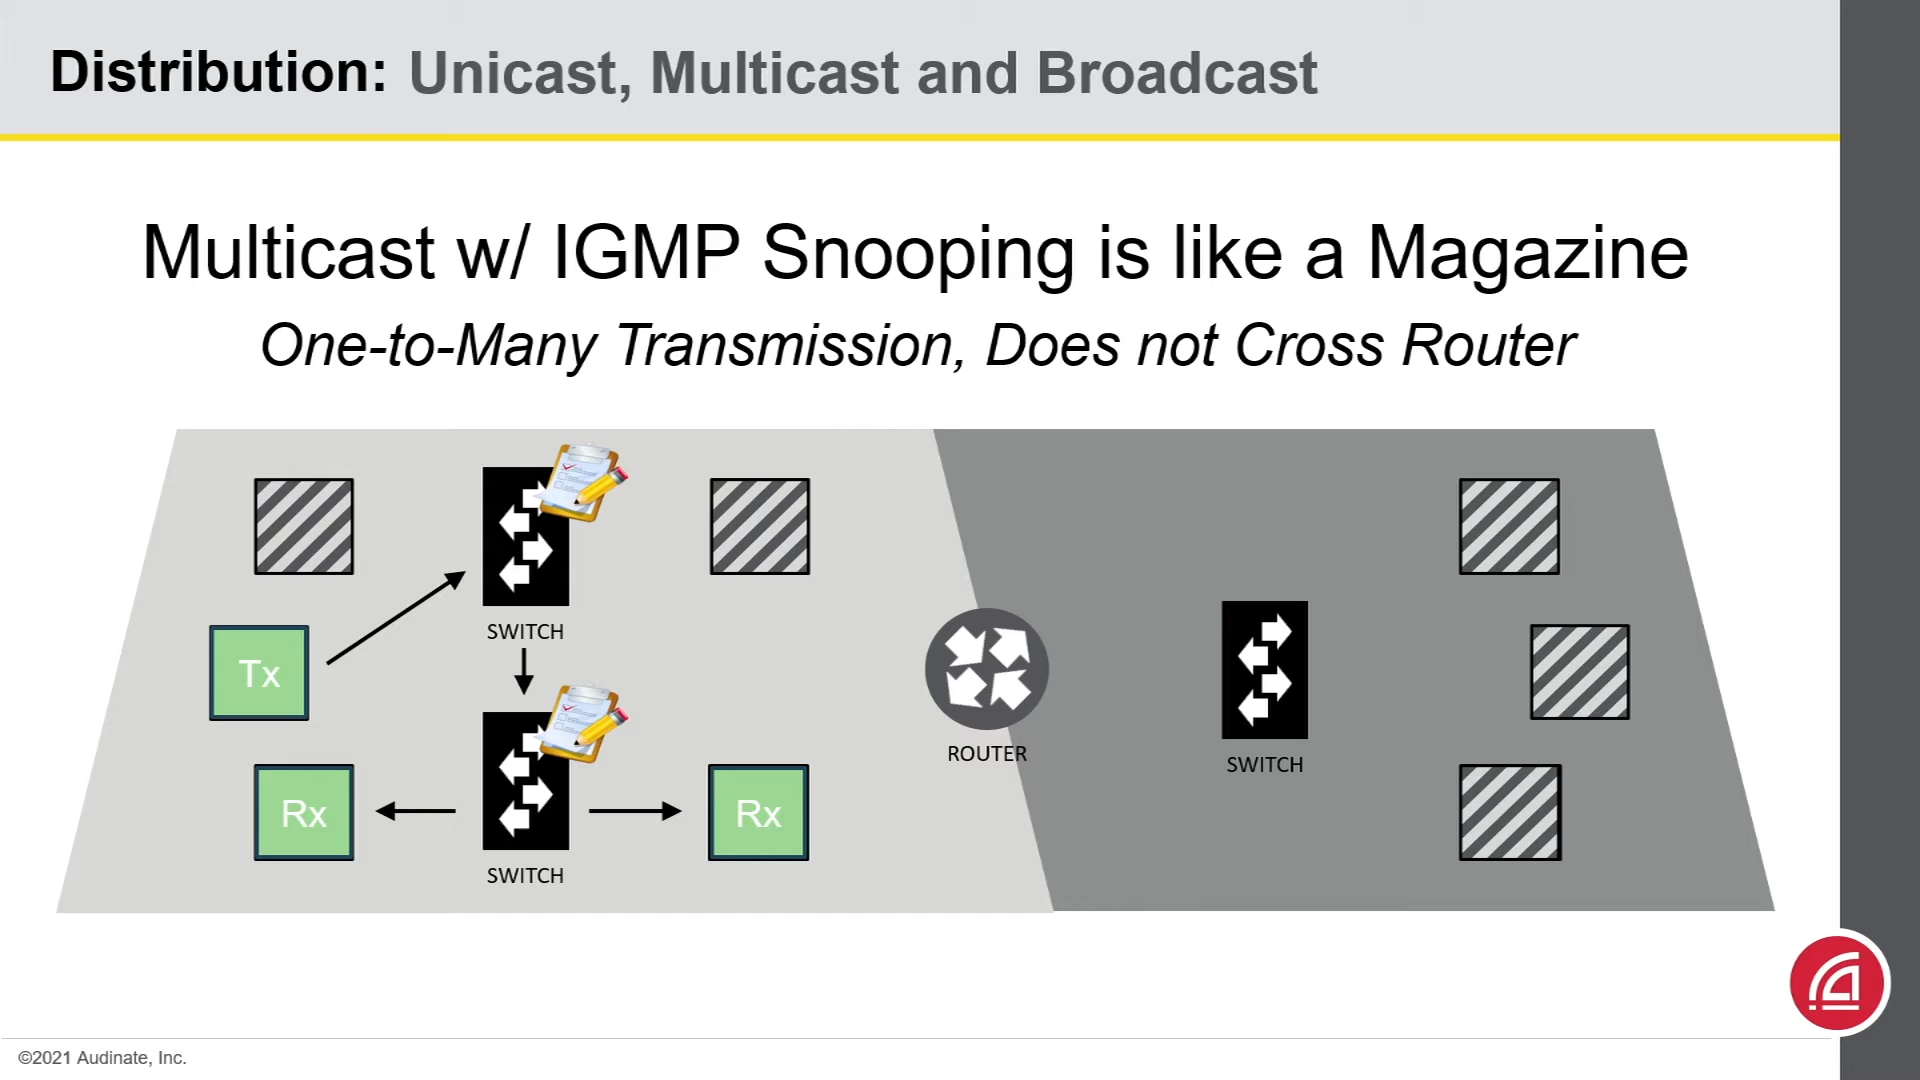 Distribution: Unicast, Multicast and Broadcast
Multicast w/ IGMP Snooping is like a Magazine
One-to-Many Transmission, Does not Cross Router
SWITCH
Tx
ROUTER
SWITCH
Rx
Rx
SWITCH
©2021 Audinate, Inc.